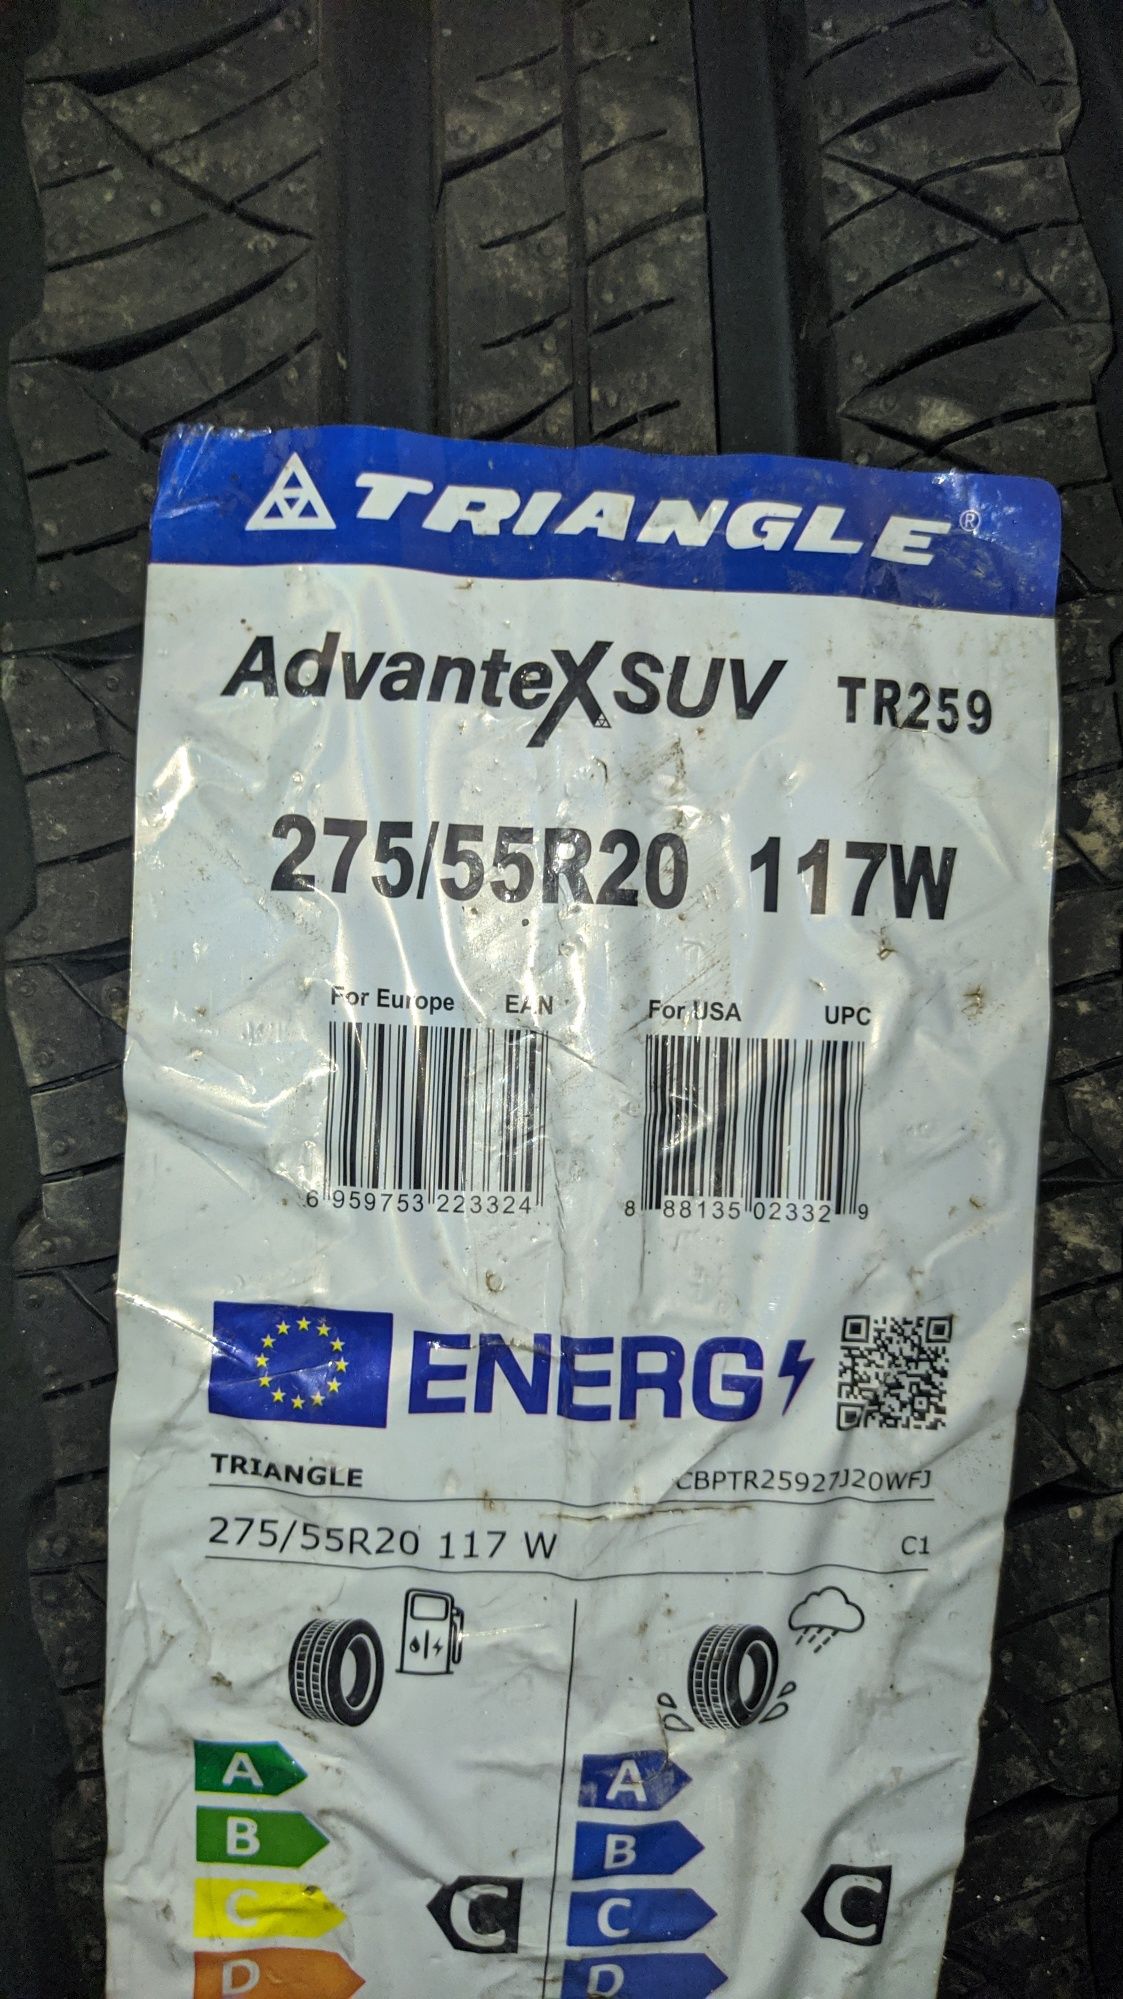 TRIANGLE®
AdvanteX SUV TR259
275/55R20 117W
For Europe EAN For USA UPC
6 959753 223324 8 88135 02332 9
ENERG
TRIANGLE CBPTR25927J20WFJ
275/55R20 117 W C1
A A
B B
C C C C
D D